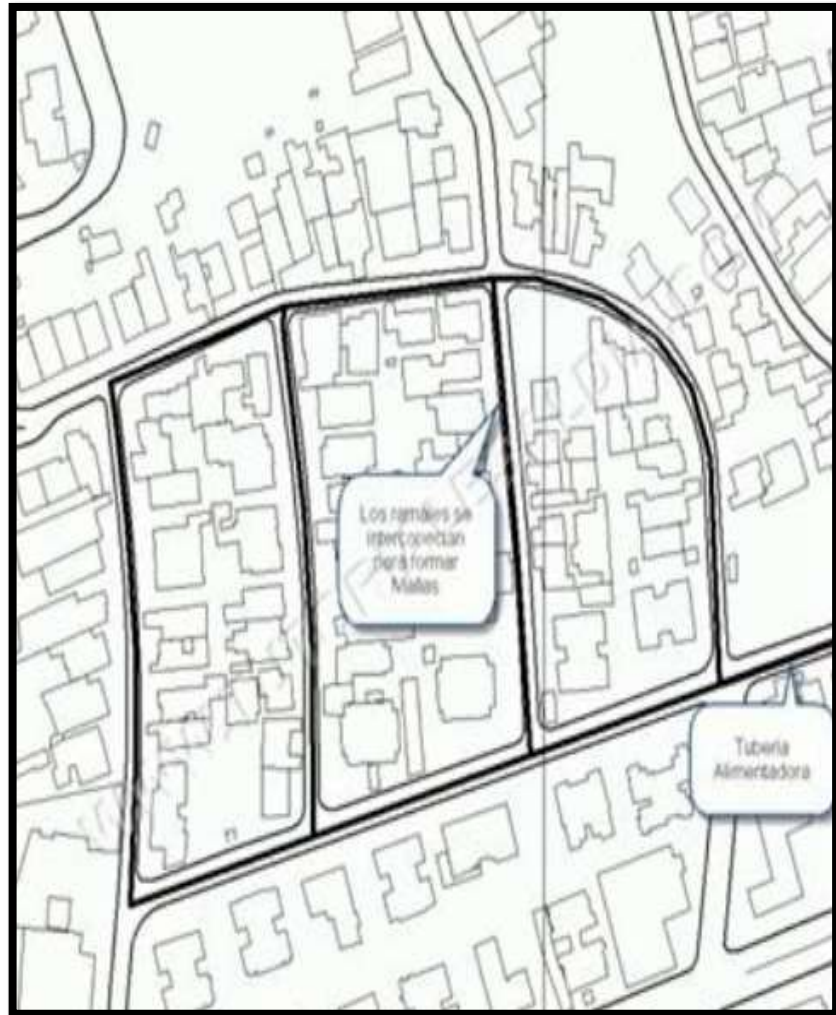 Los ramales se
interconectan
para formar
Mallas
Tubería
Alimentadora